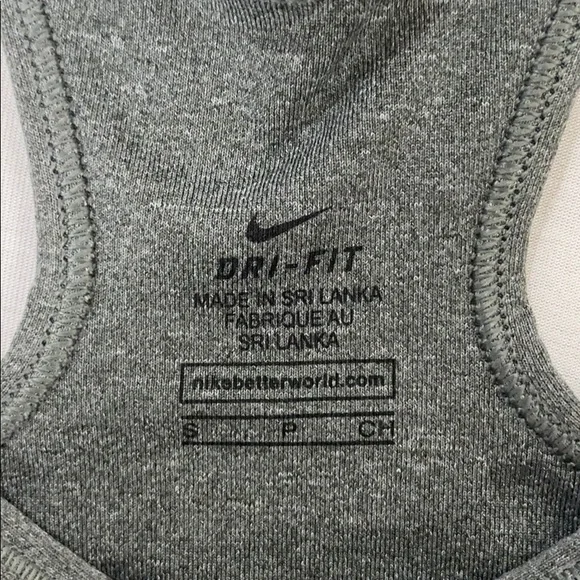 DRI-FIT
MADE IN SRI LANKA
FABRIQUE AU
SRI LANKA
nikebetterworld.com
S P CH